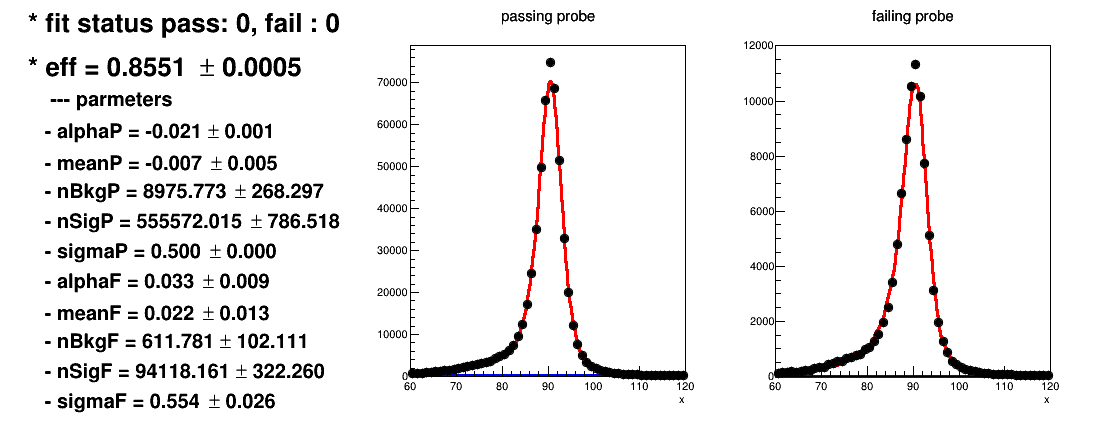 * fit status pass: 0, fail : 0
* eff = 0.8551 ± 0.0005
--- parmeters
- alphaP = -0.021 ± 0.001
- meanP = -0.007 ± 0.005
- nBkgP = 8975.773 ± 268.297
- nSigP = 555572.015 ± 786.518
- sigmaP = 0.500 ± 0.000
- alphaF = 0.033 ± 0.009
- meanF = 0.022 ± 0.013
- nBkgF = 611.781 ± 102.111
- nSigF = 94118.161 ± 322.260
- sigmaF = 0.554 ± 0.026
passing probe
70000
60000
50000
40000
30000
20000
10000
0
60 70 80 90 100 110 120
x
failing probe
12000
10000
8000
6000
4000
2000
0
60 70 80 90 100 110 120
x